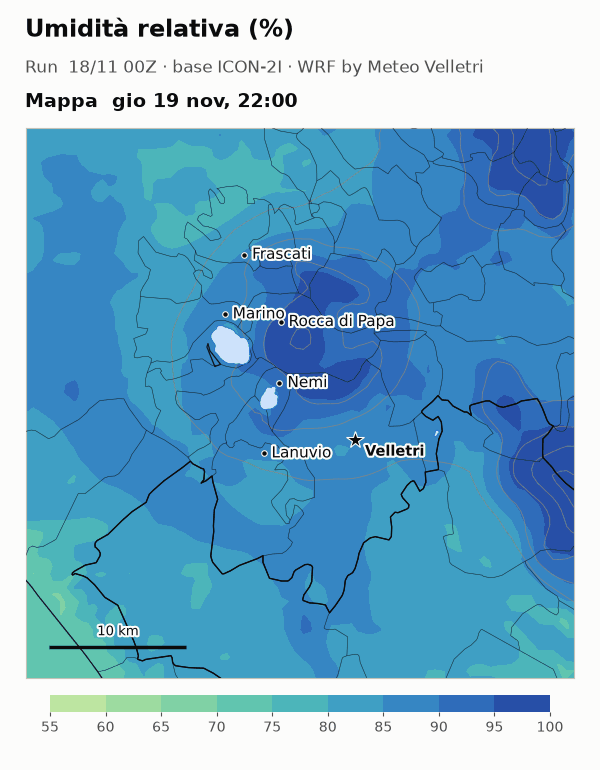 Umidità relativa (%)
Run  18/11 00Z · base ICON-2I · WRF by Meteo Velletri
Mappa  gio 19 nov, 22:00
Frascati
Marino
Rocca di Papa
Nemi
Velletri
Lanuvio
10 km
55 60 65 70 75 80 85 90 95 100